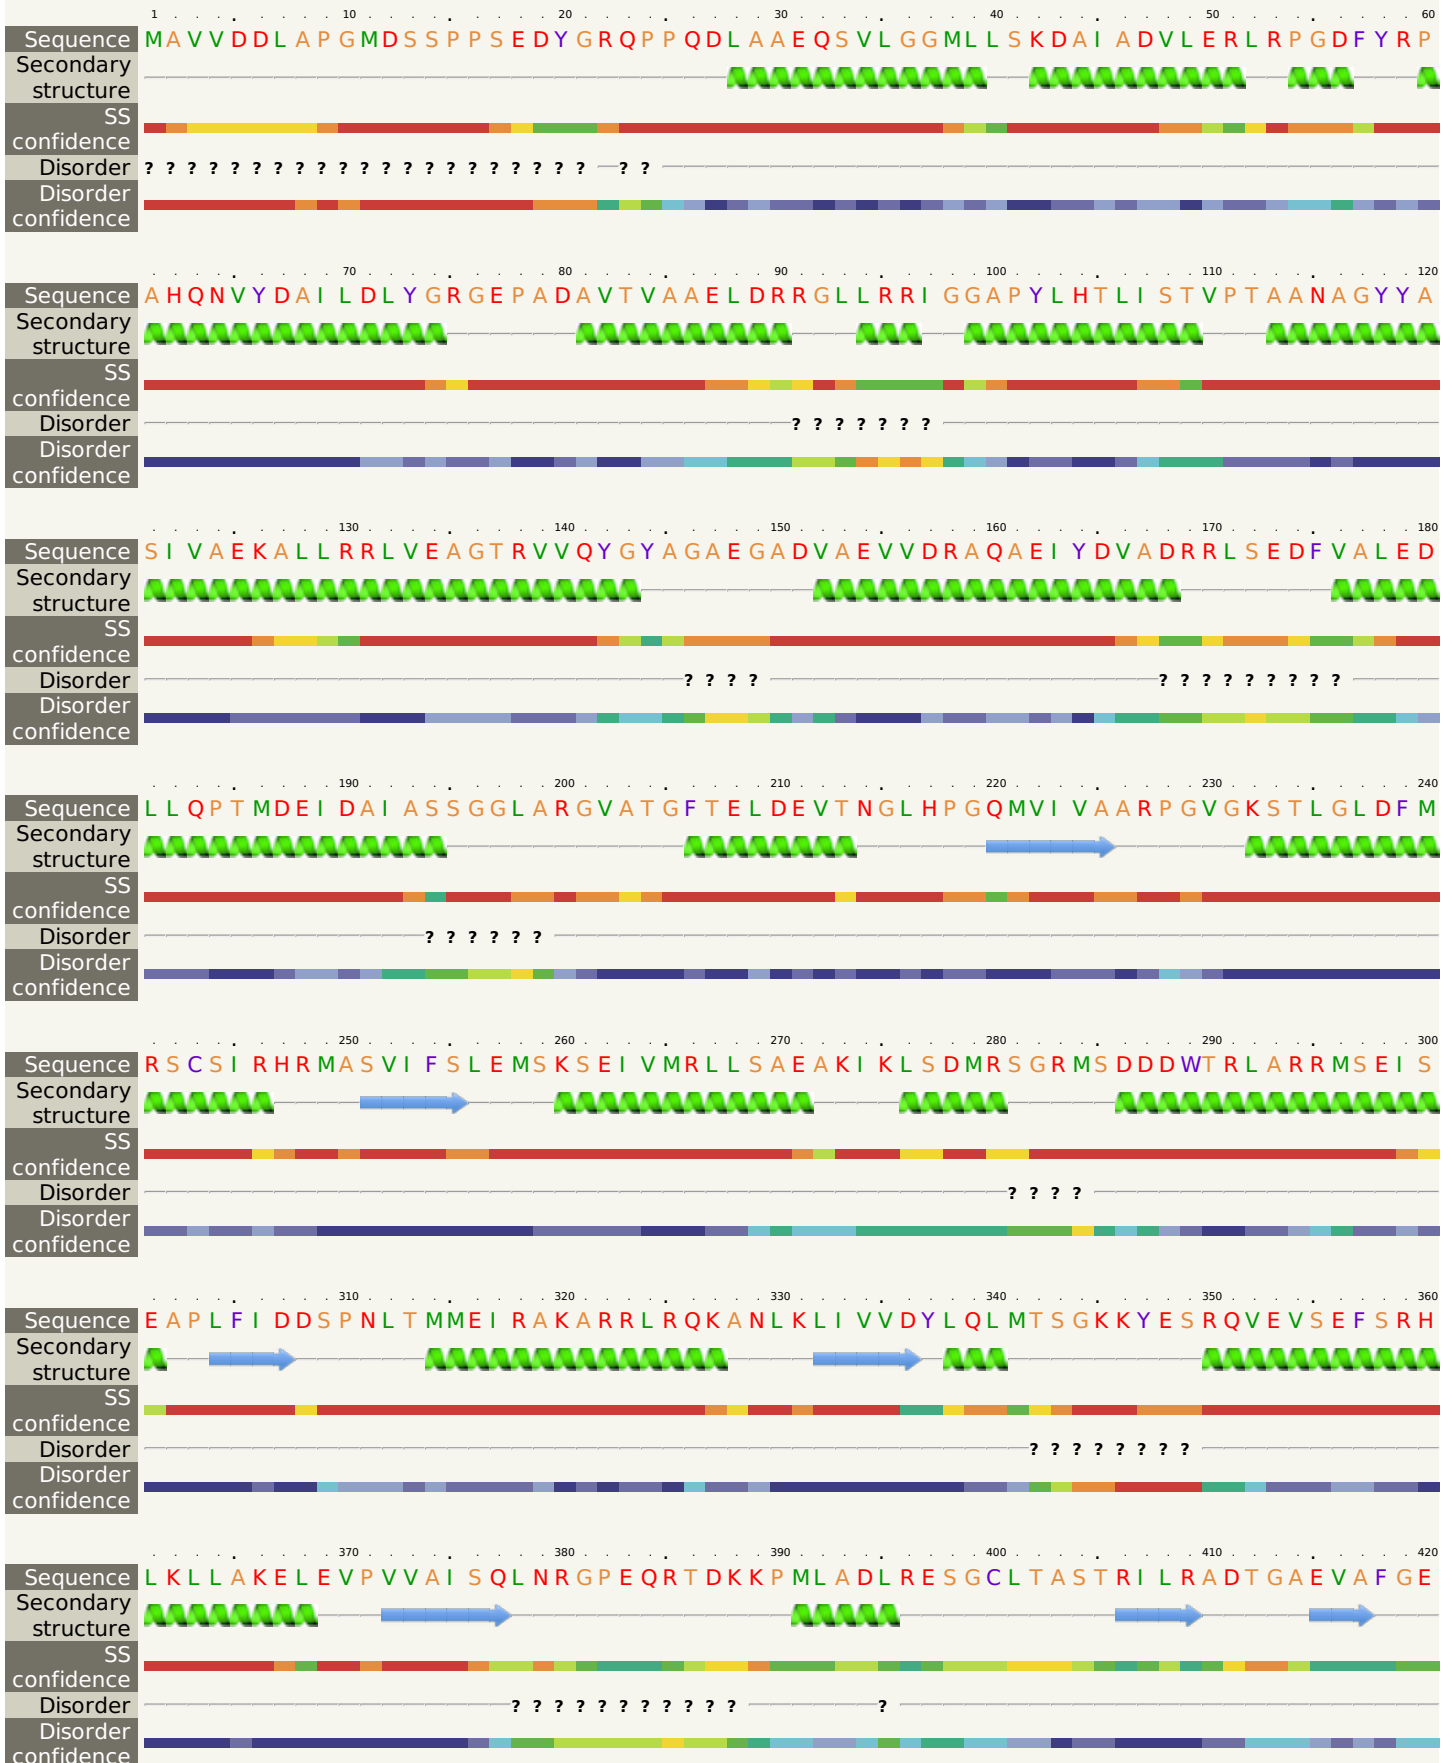 1 10 20 30 40 50 60
Sequence MAVVDDLAPGMDSSPPSEDYGRQPPQDLAAEQSVLGGMLLSKDAIADVLERLRPGDFYRP
Secondary
structure
SS
confidence
Disorder ? ? ? ? ? ? ? ? ? ? ? ? ? ? ? ? ? ? ? ? ? ? ?
Disorder
confidence
70 80 90 100 110 120
Sequence AHQNVYDAILDLYGRGEPADAVTVAAELDRRGLLRRIGGAPYLHTLISTVPTAANAGYYA
Secondary
structure
SS
confidence
Disorder ? ? ? ? ? ? ?
Disorder
confidence
130 140 150 160 170 180
Sequence SIVAEKALLRRLVEAGTRVVQYGYAGAEGADVAEVVDRAQAEIYDVADRRLSEDFVALED
Secondary
structure
SS
confidence
Disorder ? ? ? ? ? ? ? ? ? ? ? ? ?
Disorder
confidence
190 200 210 220 230 240
Sequence LLQPTMDEIDAIASSGGLARGVATGFTELDEVTNGLHPGQMVIVAARPGVGKSTLGLDFM
Secondary
structure
SS
confidence
Disorder ? ? ? ? ? ?
Disorder
confidence
250 260 270 280 290 300
Sequence RSCSIRHRMASVIFSLEMSKSEIVMRLLSAEAKIKLSDMRSGRMSDDDWTRLARRMSEIS
Secondary
structure
SS
confidence
Disorder ? ? ? ?
Disorder
confidence
310 320 330 340 350 360
Sequence EAPLFIDDSPNLTMMEIRAKARRLRQKANLKLIVVDYLQLMTSGKKYESRQVEVSEFSRH
Secondary
structure
SS
confidence
Disorder ? ? ? ? ? ? ? ?
Disorder
confidence
370 380 390 400 410 420
Sequence LKLLAKELEVPVVAISQLNRGPEQRTDKKPMLADLRESGCLTASTRILRADTGAEVAFGE
Secondary
structure
SS
confidence
Disorder ? ? ? ? ? ? ? ? ? ? ? ?
Disorder
confidence